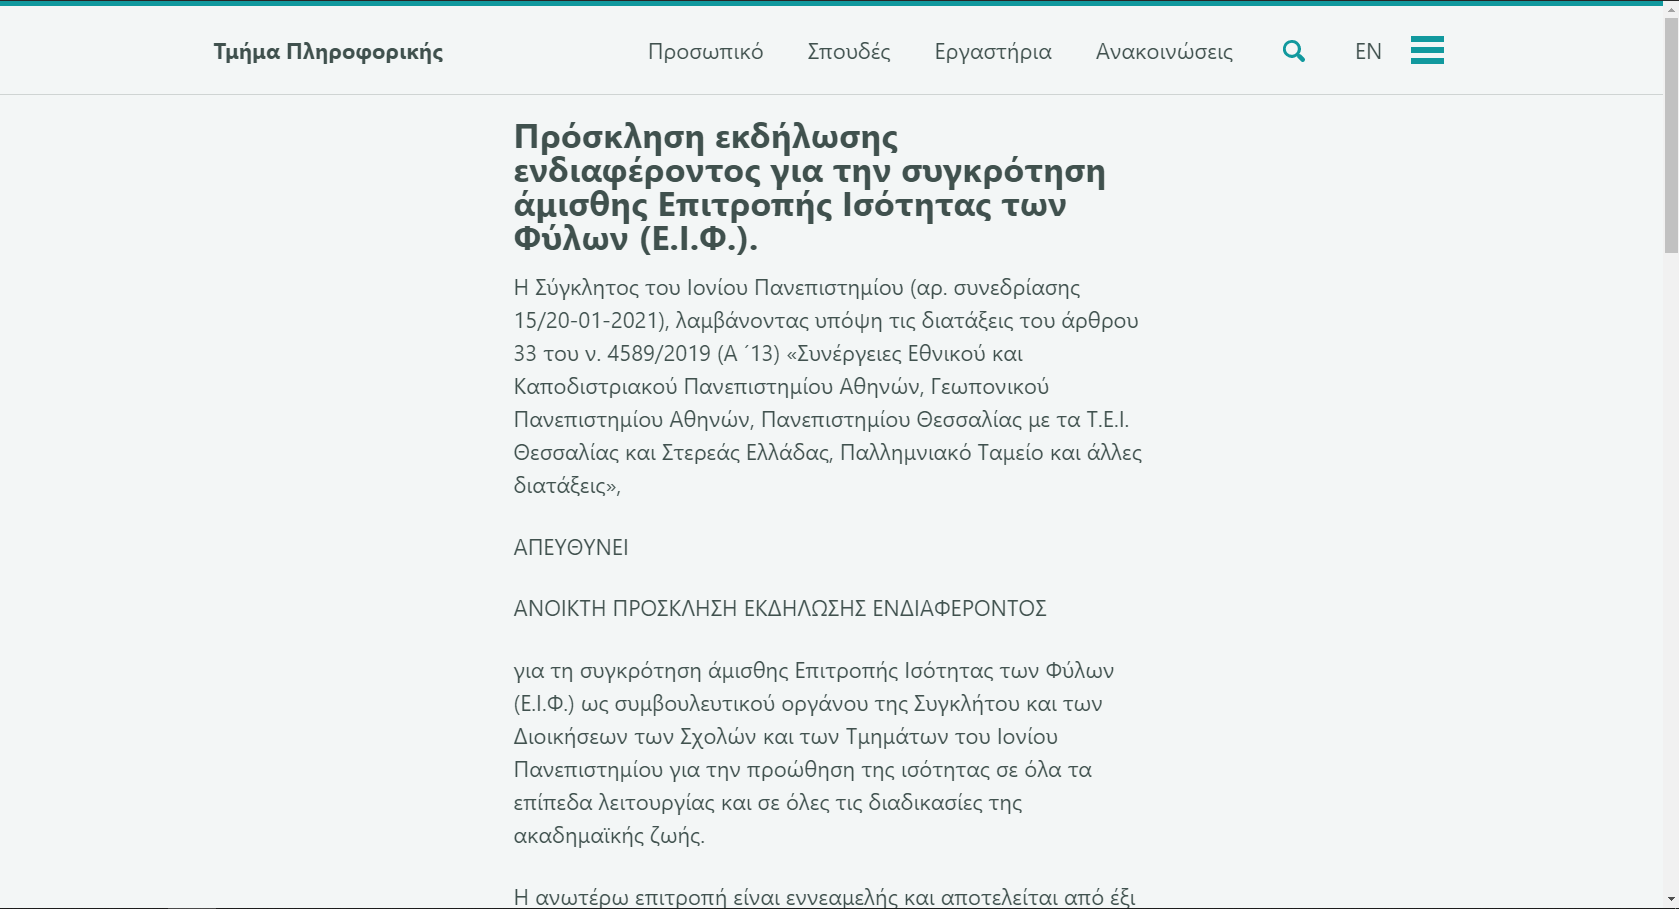 Τμήμα Πληροφορικής Προσωπικό Σπουδές Εργαστήρια Ανακοινώσεις EN
Πρόσκληση εκδήλωσης
ενδιαφέροντος για την συγκρότηση
άμισθης Επιτροπής Ισότητας των
Φύλων (Ε.Ι.Φ.).
Η Σύγκλητος του Ιονίου Πανεπιστημίου (αρ. συνεδρίασης
15/20-01-2021), λαμβάνοντας υπόψη τις διατάξεις του άρθρου
33 του ν. 4589/2019 (Α ΄13) «Συνέργειες Εθνικού και
Καποδιστριακού Πανεπιστημίου Αθηνών, Γεωπονικού
Πανεπιστημίου Αθηνών, Πανεπιστημίου Θεσσαλίας με τα Τ.Ε.Ι.
Θεσσαλίας και Στερεάς Ελλάδας, Παλλημνιακό Ταμείο και άλλες
διατάξεις»,
ΑΠΕΥΘΥΝΕΙ
ΑΝΟΙΚΤΗ ΠΡΟΣΚΛΗΣΗ ΕΚΔΗΛΩΣΗΣ ΕΝΔΙΑΦΕΡΟΝΤΟΣ
για τη συγκρότηση άμισθης Επιτροπής Ισότητας των Φύλων
(Ε.Ι.Φ.) ως συμβουλευτικού οργάνου της Συγκλήτου και των
Διοικήσεων των Σχολών και των Τμημάτων του Ιονίου
Πανεπιστημίου για την προώθηση της ισότητας σε όλα τα
επίπεδα λειτουργίας και σε όλες τις διαδικασίες της
ακαδημαϊκής ζωής.
Η ανωτέρω επιτροπή είναι εννεαμελής και αποτελείται από έξι